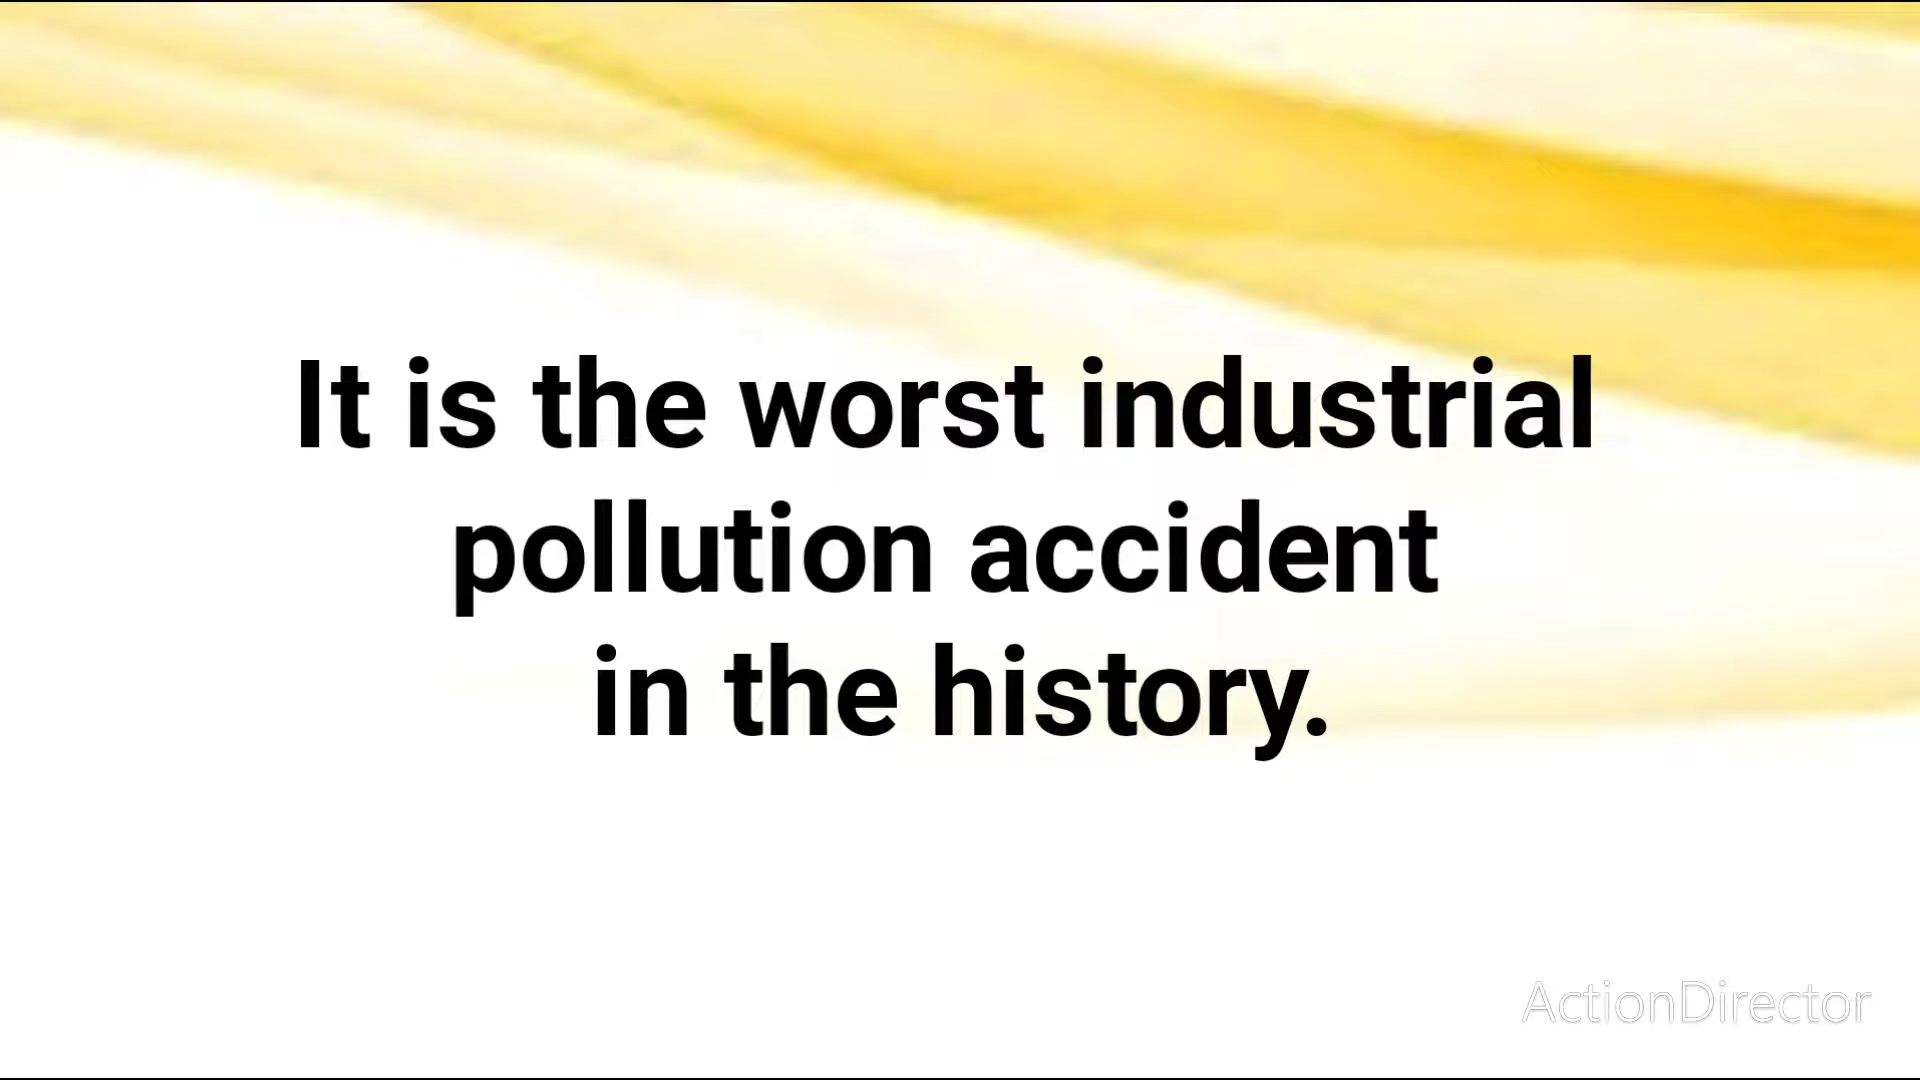 It is the worst industrial
pollution accident
in the history.
ActionDirector